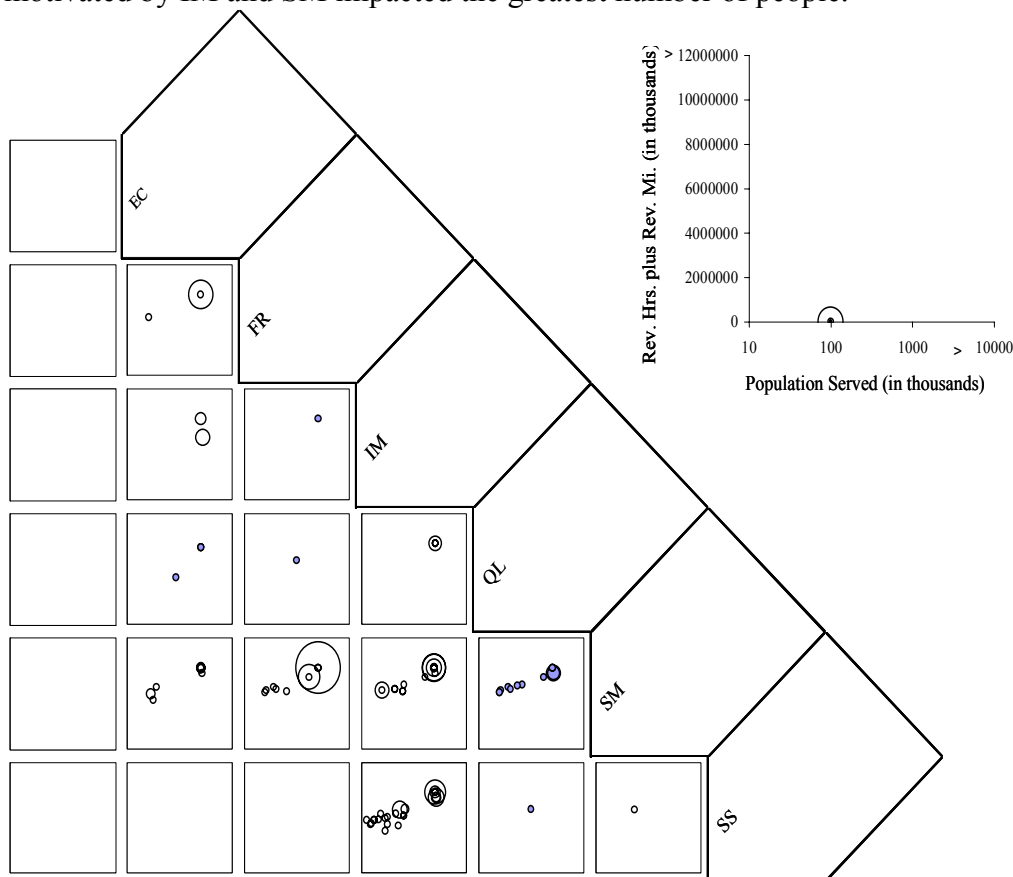 motivated by IM and SM impacted the greatest number of people.
EC
FR
IM
QL
SM
SS
Rev. Hrs. plus Rev. Mi. (in thousands)
> 12000000
10000000
8000000
6000000
4000000
2000000
0
10 100 1000 > 10000
Population Served (in thousands)